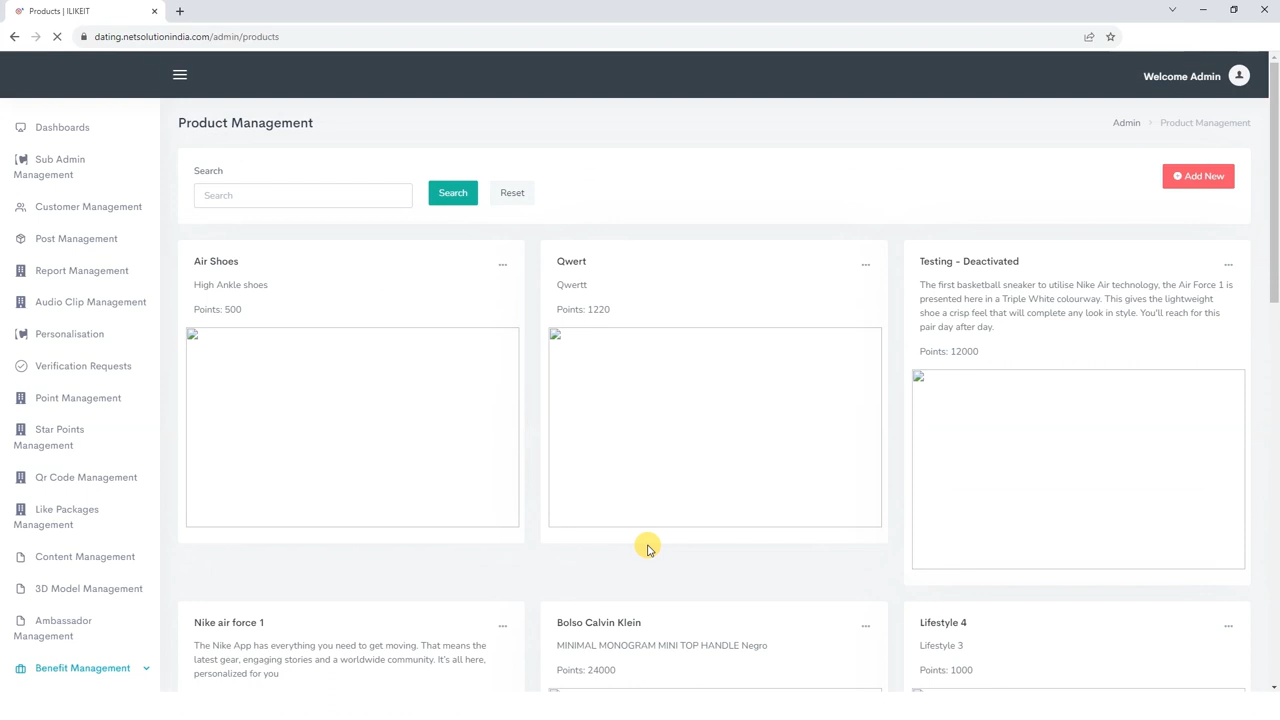 Products | ILIKEIT
dating.netsolutionindia.com/admin/products
Welcome Admin
Product Management
Admin
Product Management
Dashboards
Sub Admin
Management
Customer Management
Post Management
Report Management
Audio Clip Management
Personalisation
Verification Requests
Point Management
Star Points
Management
Qr Code Management
Like Packages
Management
Content Management
3D Model Management
Ambassador
Management
Benefit Management
Search
Search
Search
Reset
Add New
Air Shoes
High Ankle shoes
Points: 500
Qwert
Qwertt
Points: 1220
Testing - Deactivated
The first basketball sneaker to utilise Nike Air technology, the Air Force 1 is
presented here in a Triple White colourway. This gives the lightweight
shoe a crisp feel that will complete any look in style. You'll reach for this
pair day after day.
Points: 12000
Nike air force 1
The Nike App has everything you need to get moving. That means the
latest gear, engaging stories and a worldwide community. It's all here,
personalized for you
Bolso Calvin Klein
MINIMAL MONOGRAM MINI TOP HANDLE Negro
Points: 24000
Lifestyle 4
Lifestyle 3
Points: 1000